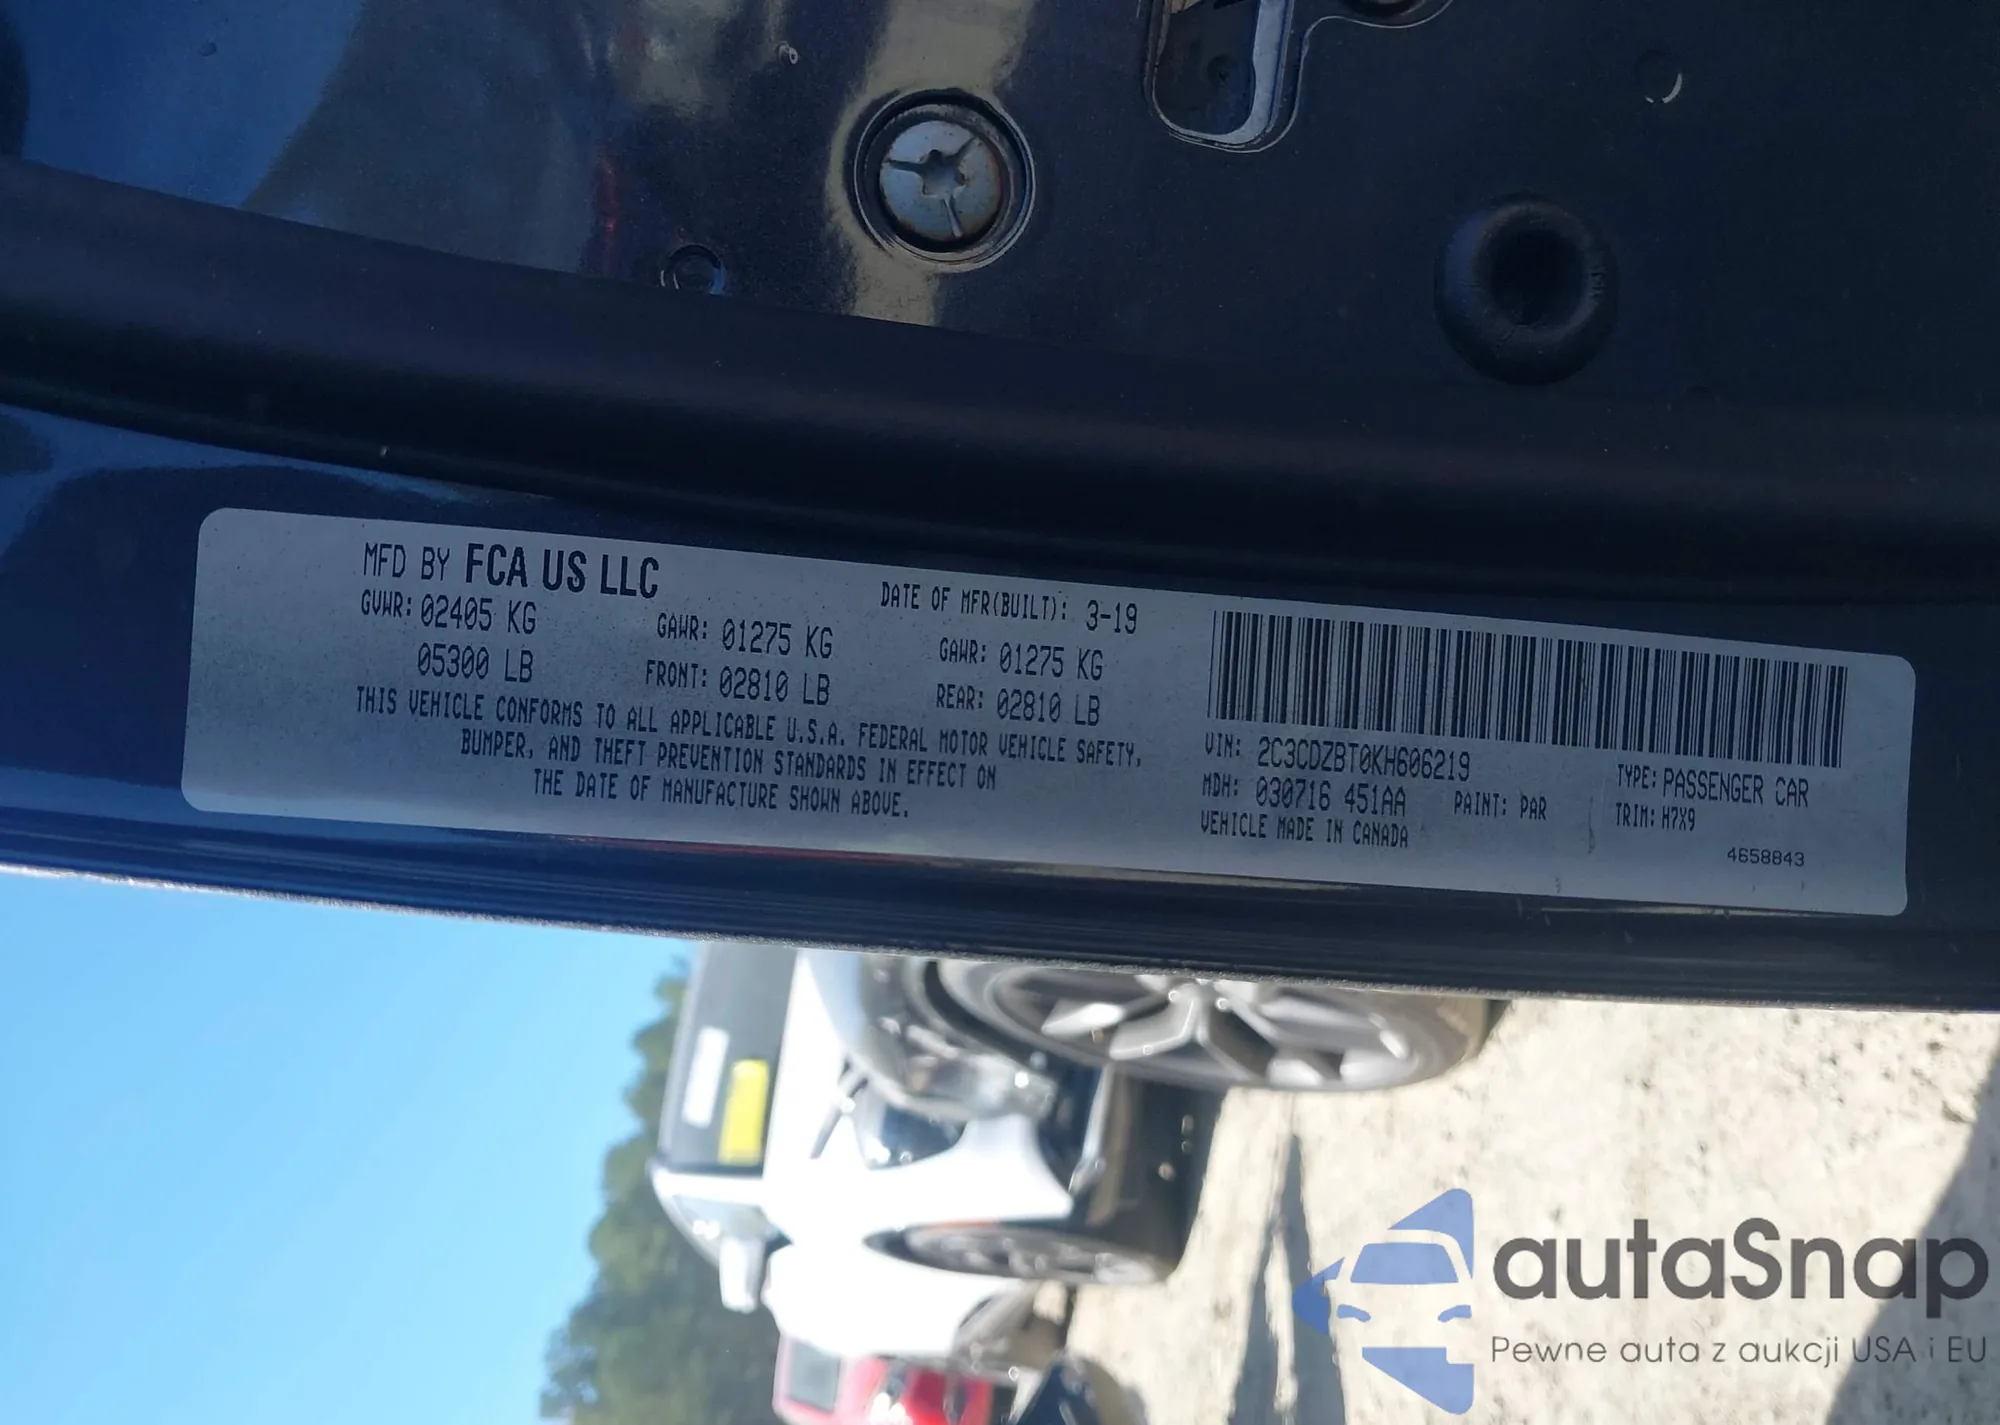 MFD BY FCA US LLC
DATE OF MFR(BUILT): 3-19
GVWR: 02405 KG
05300 LB
GAWR: 01275 KG
FRONT: 02810 LB
GAWR: 01275 KG
REAR: 02810 LB
THIS VEHICLE CONFORMS TO ALL APPLICABLE U.S.A. FEDERAL MOTOR VEHICLE SAFETY,
BUMPER, AND THEFT PREVENTION STANDARDS IN EFFECT ON
THE DATE OF MANUFACTURE SHOWN ABOVE.
VIN: 2C3CDZBT0KH606219
TYPE: PASSENGER CAR
MDH: 030716 451AA
PAINT: PAR
TRIM: H7X9
VEHICLE MADE IN CANADA
4658843
autaSnap
Pewne auta z aukcji USA i EU